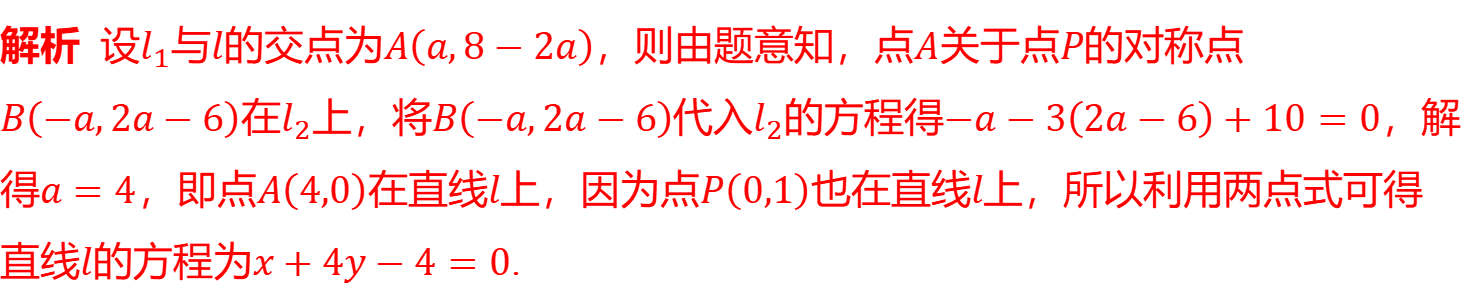 解析 设l₁与l的交点为A(a,8−2a)，则由题意知，点A关于点P的对称点
B(−a,2a−6)在l₂上，将B(−a,2a−6)代入l₂的方程得−a−3(2a−6)+10=0，解
得a=4，即点A(4,0)在直线l上，因为点P(0,1)也在直线l上，所以利用两点式可得
直线l的方程为x+4y−4=0.